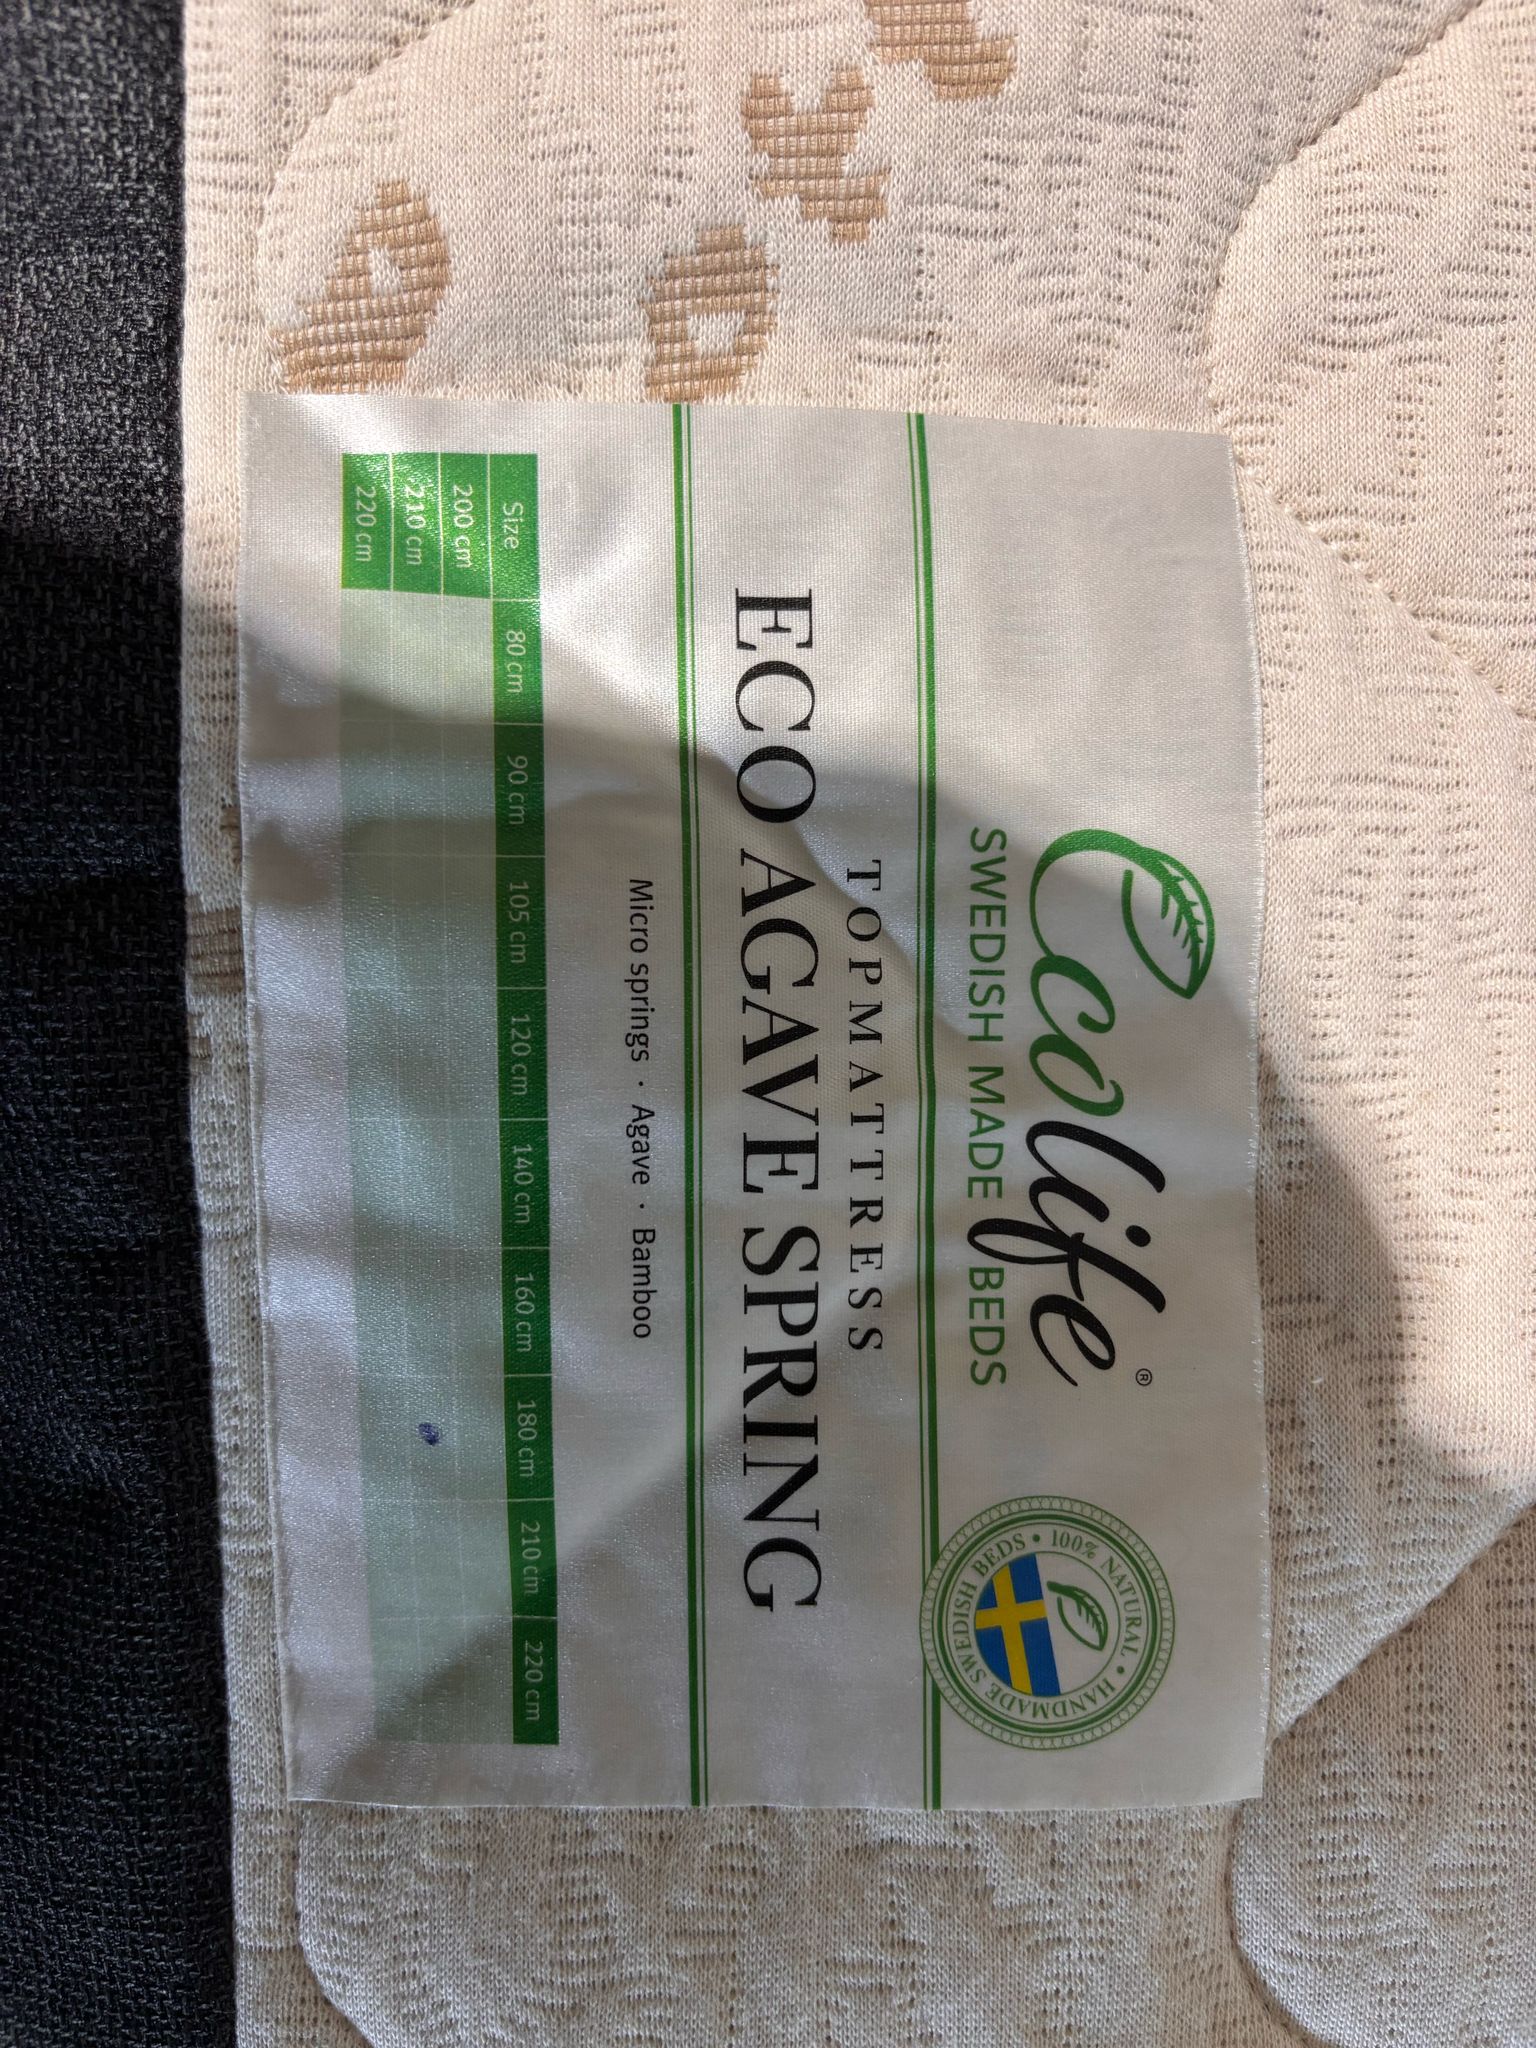 Ecolife®
SWEDISH MADE BEDS
100% NATURAL • HANDMADE SWEDISH BEDS •
TOPMATTRESS
ECO AGAVE SPRING
Micro springs · Agave · Bamboo
Size 80 cm 90 cm 105 cm 120 cm 140 cm 160 cm 180 cm 210 cm 220 cm
200 cm
210 cm
220 cm